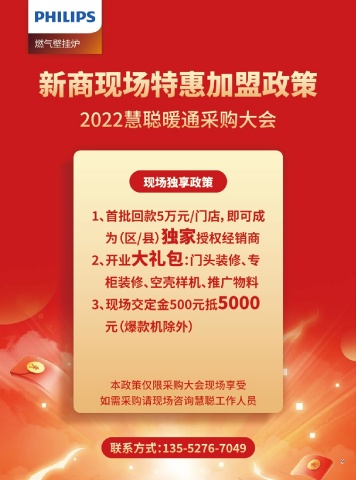 PHILIPS
燃气壁挂炉
新商现场特惠加盟政策
2022慧聪暖通采购大会
现场独享政策
1、首批回款5万元/门店，即可成
为（区/县）独家授权经销商
2、开业大礼包：门头装修、专
柜装修、空壳样机、推广物料
3、现场交定金500元抵5000
元（爆款机除外）
本政策仅限采购大会现场享受
如需采购请现场咨询慧聪工作人员
联系方式：135-5276-7049